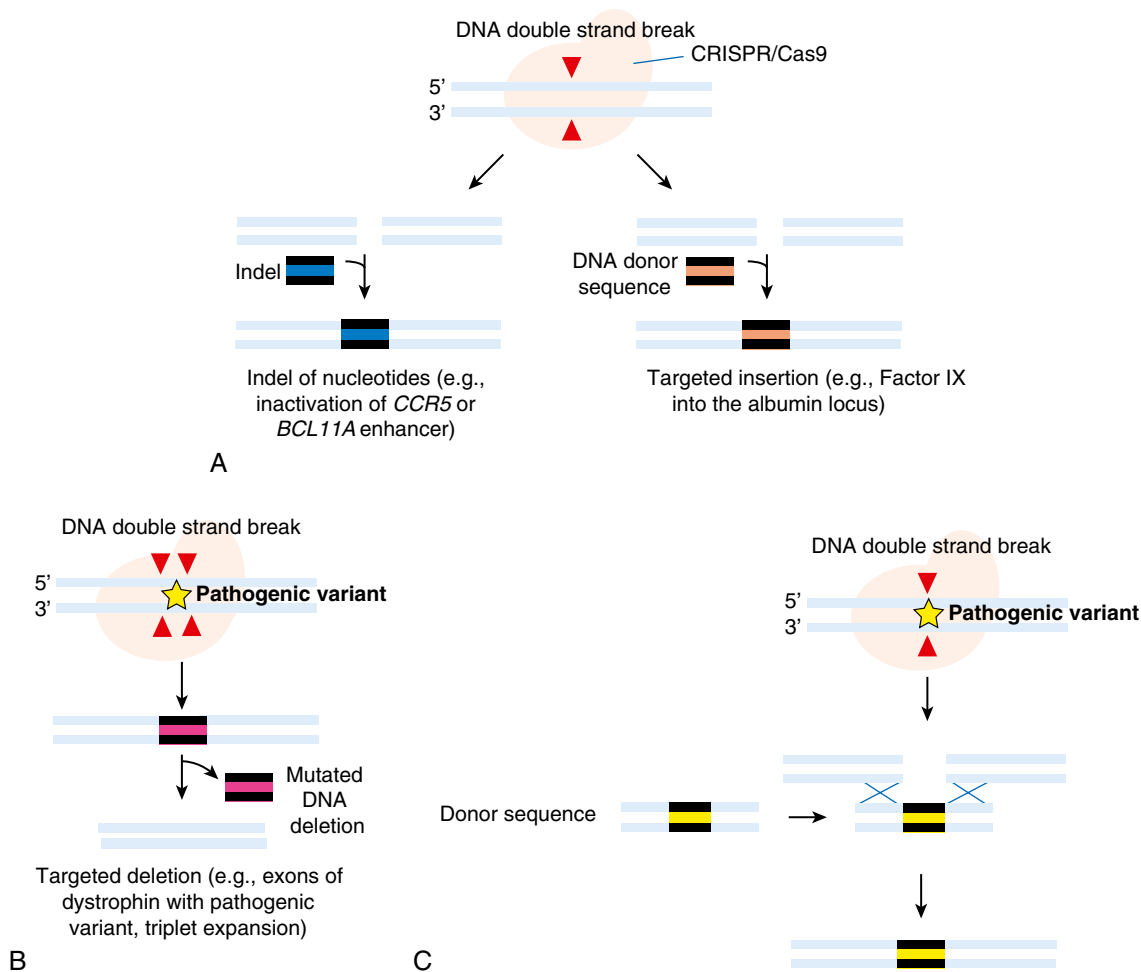 DNA double strand break
CRISPR/Cas9
5’
3’
Indel
DNA donor
sequence
Indel of nucleotides (e.g.,
inactivation of CCR5 or
BCL11A enhancer)
Targeted insertion (e.g., Factor IX
into the albumin locus)
A
DNA double strand break
5’
3’
Pathogenic variant
Mutated
DNA
deletion
Targeted deletion (e.g., exons of
dystrophin with pathogenic
variant, triplet expansion)
B
DNA double strand break
5’
3’
Pathogenic variant
Donor sequence
C